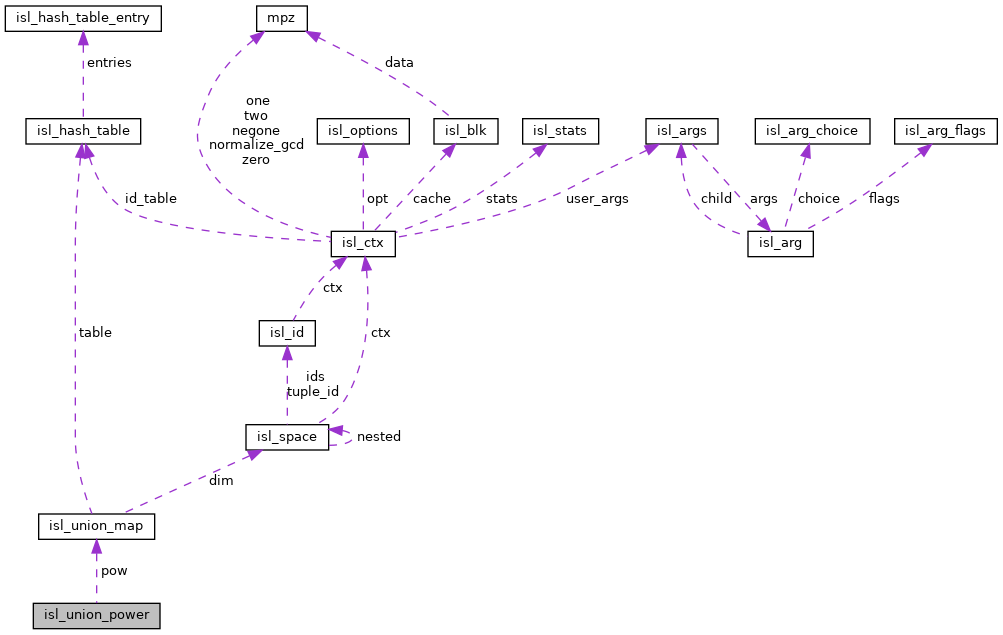 isl_hash_table_entry
mpz
entries
data
one
two
negone
normalize_gcd
zero
isl_hash_table
isl_options
isl_blk
isl_stats
isl_args
isl_arg_choice
isl_arg_flags
id_table
opt
cache
stats
user_args
child
args
choice
flags
isl_ctx
isl_arg
ctx
isl_id
ctx
table
ids
tuple_id
isl_space
nested
dim
isl_union_map
pow
isl_union_power